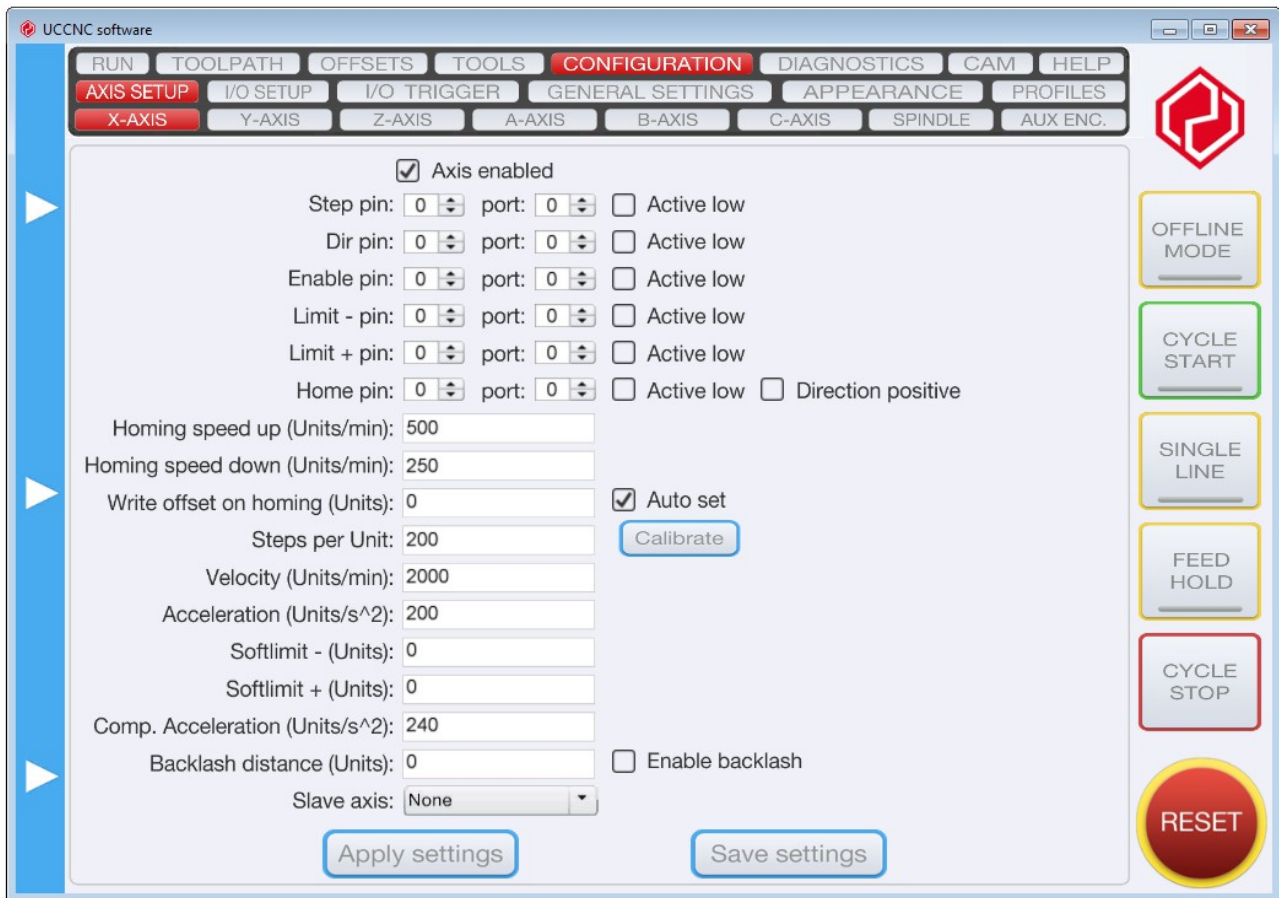 UCCNC software
RUN TOOLPATH OFFSETS TOOLS CONFIGURATION DIAGNOSTICS CAM HELP
AXIS SETUP I/O SETUP I/O TRIGGER GENERAL SETTINGS APPEARANCE PROFILES
X-AXIS Y-AXIS Z-AXIS A-AXIS B-AXIS C-AXIS SPINDLE AUX ENC.
Axis enabled
Step pin: 0 port: 0 Active low
Dir pin: 0 port: 0 Active low
Enable pin: 0 port: 0 Active low
Limit - pin: 0 port: 0 Active low
Limit + pin: 0 port: 0 Active low
Home pin: 0 port: 0 Active low Direction positive
Homing speed up (Units/min): 500
Homing speed down (Units/min): 250
Write offset on homing (Units): 0 Auto set
Steps per Unit: 200 Calibrate
Velocity (Units/min): 2000
Acceleration (Units/s^2): 200
Softlimit - (Units): 0
Softlimit + (Units): 0
Comp. Acceleration (Units/s^2): 240
Backlash distance (Units): 0 Enable backlash
Slave axis: None
Apply settings Save settings
OFFLINE
MODE
CYCLE
START
SINGLE
LINE
FEED
HOLD
CYCLE
STOP
RESET